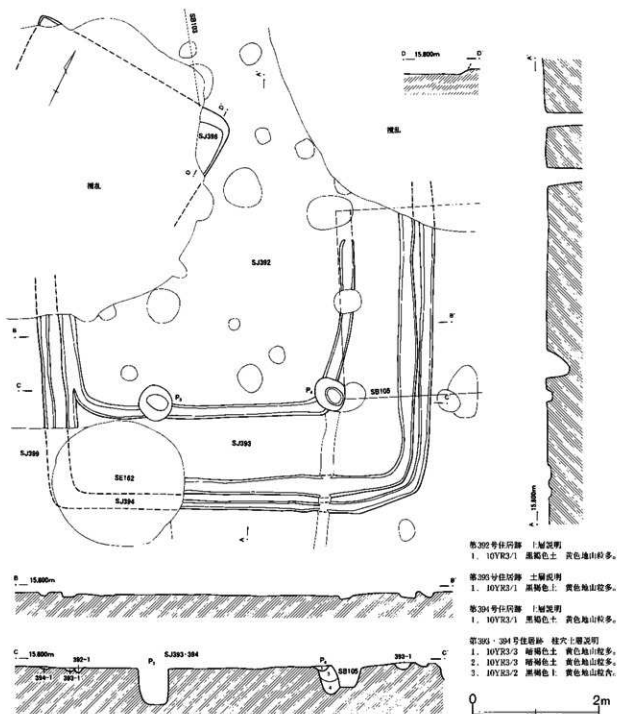 SB103
A'
D 15.800m D'
A'
D'
SJ396
D
攪乱
攪乱
SJ392
B
B'
C
P3
P4
SB105
C'
SJ393
SJ399
SE162
SJ394
A
A 15.800m
第392号住居跡 土層説明
1. 10YR3/1 黒褐色土 黄色地山粒多。
第393号住居跡 土層説明
1. 10YR3/1 黒褐色土 黄色地山粒多。
第394号住居跡 土層説明
1. 10YR3/1 黒褐色土 黄色地山粒多。
第393・394号住居跡 柱穴土層説明
1. 10YR3/3 暗褐色土 黄色地山粒多。
2. 10YR3/3 暗褐色土 黄色地山粒多。
3. 10YR3/2 黒褐色土 黄色地山粒含。
B 15.800m B'
C 15.800m SJ393・394 C'
392-1
394-1
393-1
P3
P4
SB105
393-1
0 2m